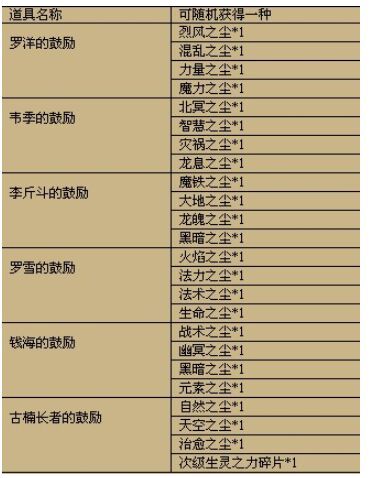 道具名称 可随机获得一种
罗洋的鼓励
烈风之尘*1
混乱之尘*1
力量之尘*1
魔力之尘*1
韦季的鼓励
北冥之尘*1
智慧之尘*1
灾祸之尘*1
龙息之尘*1
李斤斗的鼓励
魔铁之尘*1
大地之尘*1
龙魄之尘*1
黑暗之尘*1
罗雪的鼓励
火焰之尘*1
法力之尘*1
法术之尘*1
生命之尘*1
钱海的鼓励
战术之尘*1
幽冥之尘*1
黑暗之尘*1
元素之尘*1
古楠长者的鼓励
自然之尘*1
天空之尘*1
治愈之尘*1
次级生灵之力碎片*1